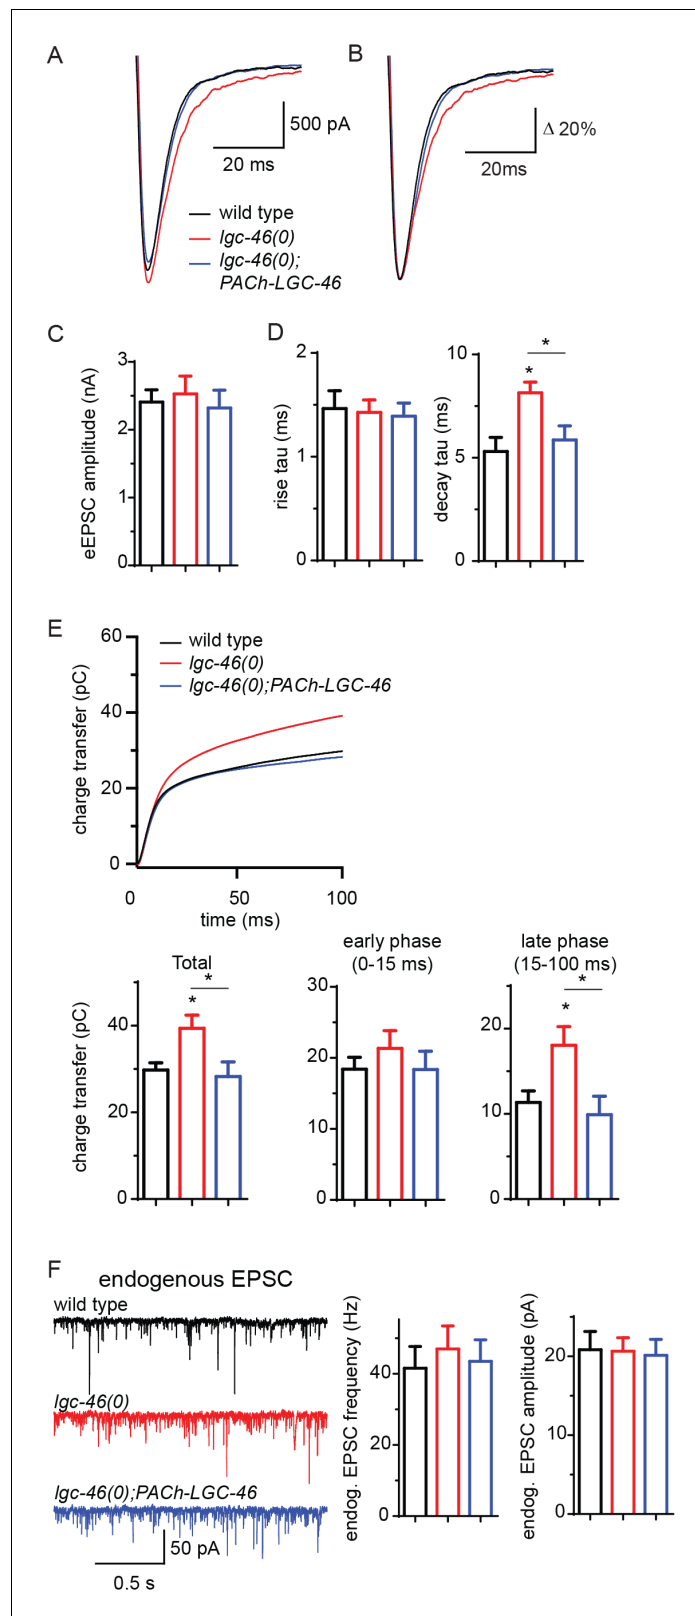 A
B
500 pA
20 ms
Δ 20%
20ms
wild type
lgc-46(0)
lgc-46(0);
PACh-LGC-46
C
D
eEPSC amplitude (nA)
3
2
1
0
rise tau (ms)
2
1
0
decay tau (ms)
10
5
0
*
*
E
charge transfer (pC)
60
40
20
0
wild type
lgc-46(0)
lgc-46(0);PACh-LGC-46
0
50
100
time (ms)
Total
early phase
(0-15 ms)
late phase
(15-100 ms)
charge transfer (pC)
40
20
0
*
*
30
20
10
0
20
10
0
*
*
F
endogenous EPSC
wild type
lgc-46(0)
lgc-46(0);PACh-LGC-46
50 pA
0.5 s
endog. EPSC frequency (Hz)
40
20
0
endog. EPSC amplitude (pA)
20
10
0